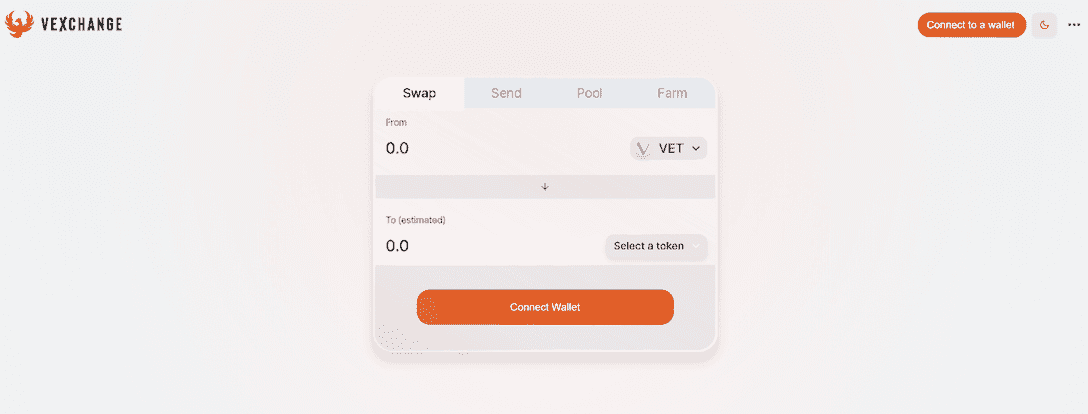 VEXCHANGE
Connect to a wallet
Swap Send Pool Farm
From
0.0 VET
To (estimated)
0.0 Select a token
Connect Wallet